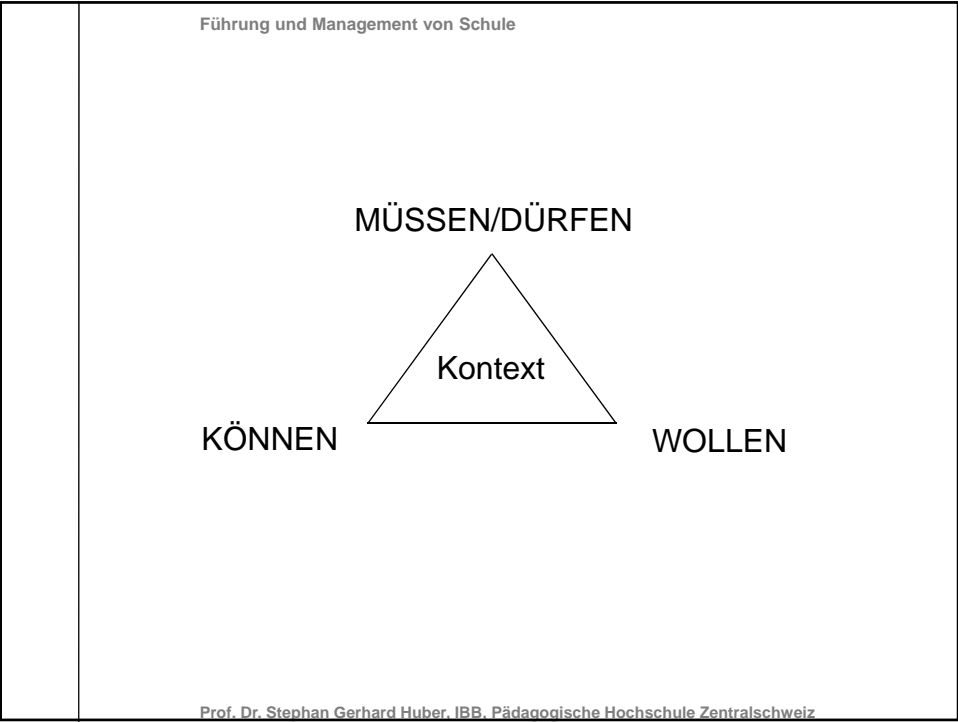 Führung und Management von Schule
MÜSSEN/DÜRFEN
Kontext
KÖNNEN WOLLEN
Prof. Dr. Stephan Gerhard Huber, IBB, Pädagogische Hochschule Zentralschweiz